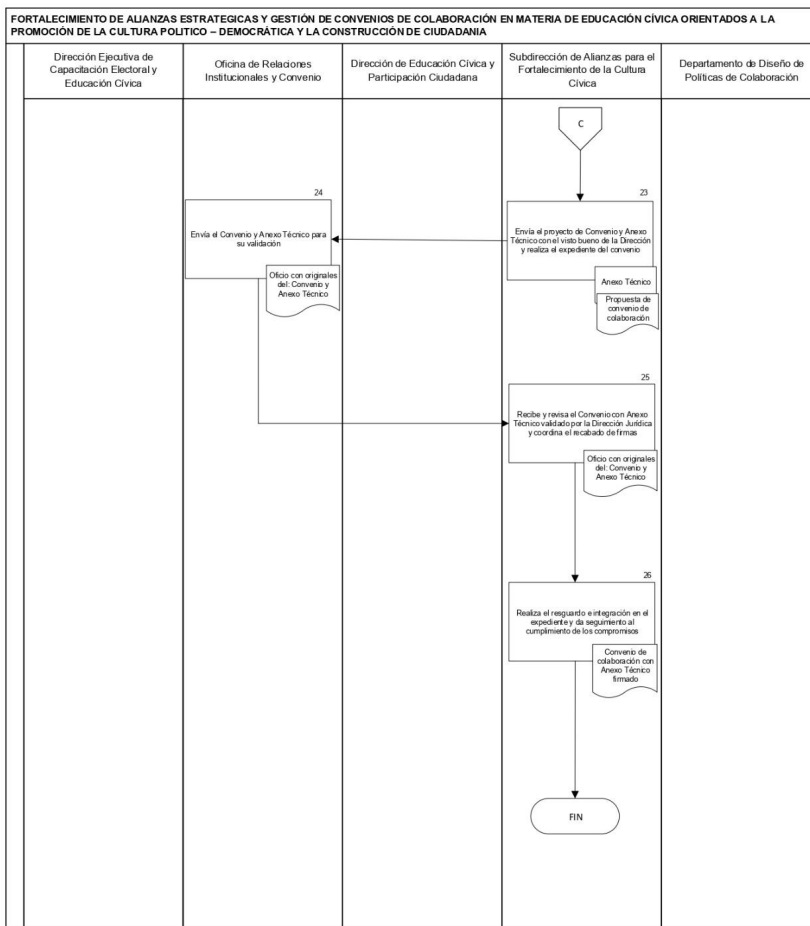 FORTALECIMIENTO DE ALIANZAS ESTRATEGICAS Y GESTIÓN DE CONVENIOS DE COLABORACIÓN EN MATERIA DE EDUCACIÓN CÍVICA ORIENTADOS A LA
PROMOCIÓN DE LA CULTURA POLITICO – DEMOCRÁTICA Y LA CONSTRUCCIÓN DE CIUDADANIA
Dirección Ejecutiva de
Capacitación Electoral y
Educación Cívica
Oficina de Relaciones
Institucionales y Convenio
Dirección de Educación Cívica y
Participación Ciudadana
Subdirección de Alianzas para el
Fortalecimiento de la Cultura
Cívica
Departamento de Diseño de
Políticas de Colaboración
C
23
Envía el proyecto de Convenio y Anexo
Técnico con el visto bueno de la Dirección
y realiza el expediente del convenio
Anexo Técnico
Propuesta de
convenio de
colaboración
24
Envía el Convenio y Anexo Técnico para
su validación
Oficio con originales
del: Convenio y
Anexo Técnico
25
Recibe y revisa el Convenio con Anexo
Técnico validado por la Dirección Jurídica
y coordina el recabado de firmas
Oficio con originales
del: Convenio y
Anexo Técnico
26
Realiza el resguardo e integración en el
expediente y da seguimiento al
cumplimiento de los compromisos
Convenio de
colaboración con
Anexo Técnico
firmado
FIN